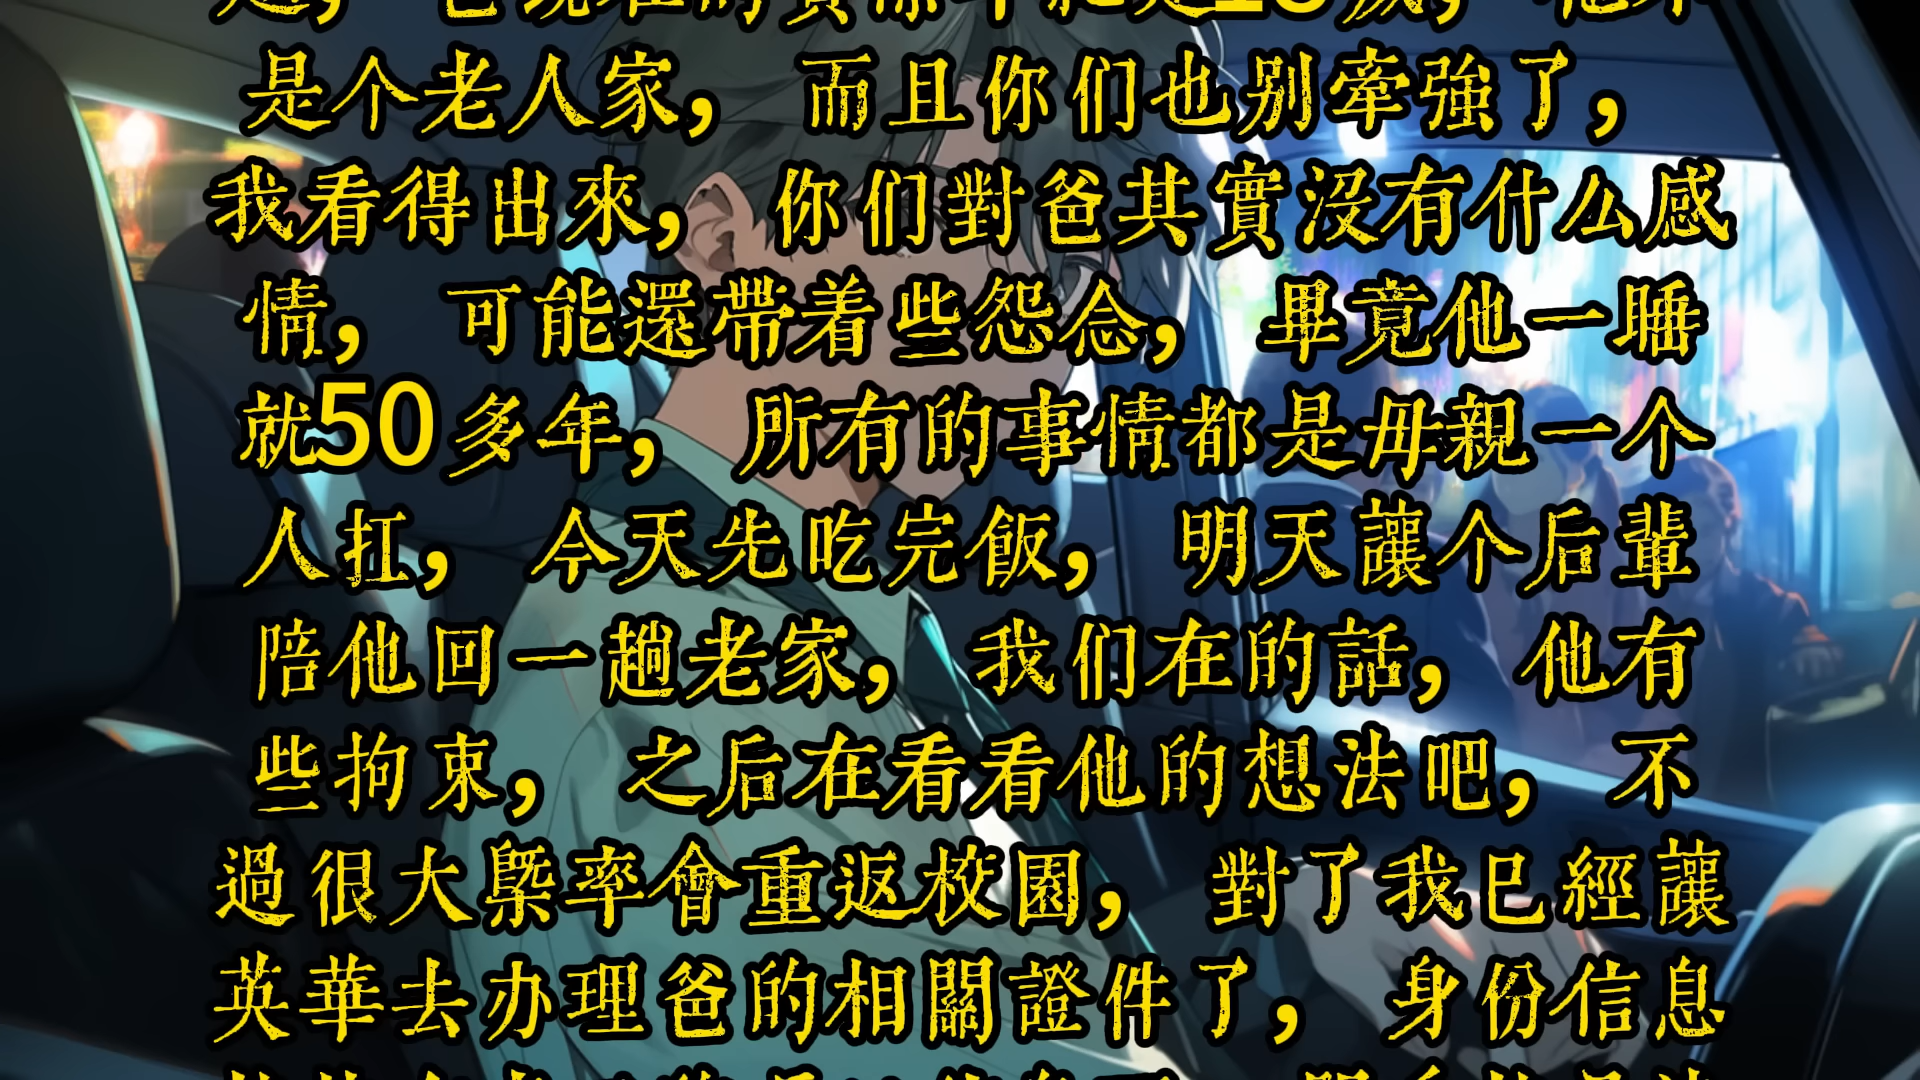 是个老人家， 而且你们也别牽強了，
我看得出來， 你们對爸其實沒有什么感
情， 可能還帶着些怨念， 畢竟他一睡
就50多年， 所有的事情都是母親一个
人扛， 今天先吃完飯， 明天讓个后輩
陪他回一趟老家， 我们在的話， 他有
些拘束， 之后在看看他的想法吧， 不
過很大槩率會重返校園， 對了我已經讓
英華去办理爸的相關證件了， 身份信息